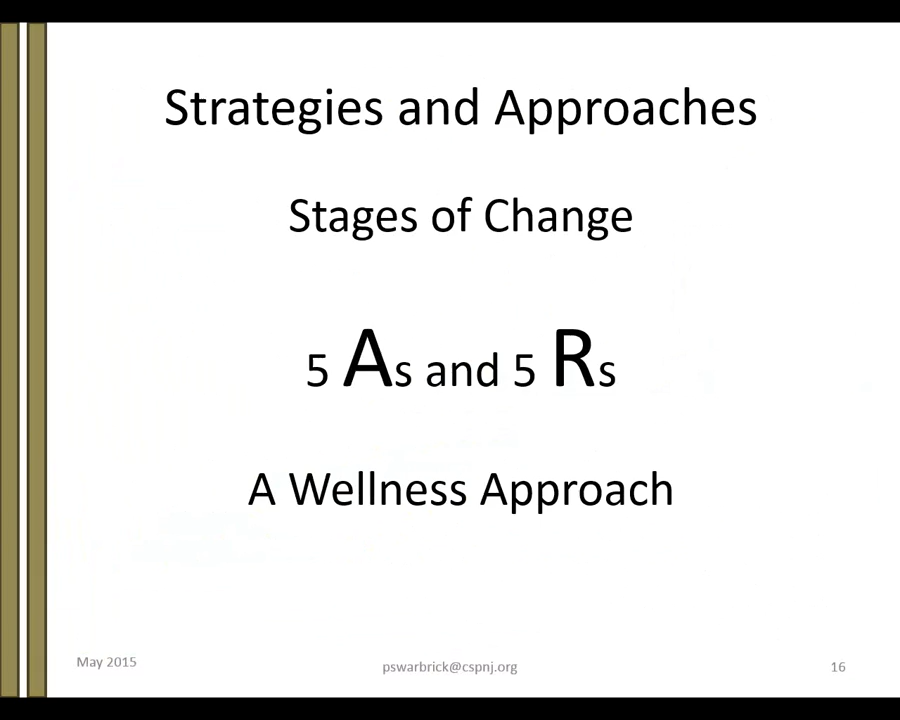 Strategies and Approaches
Stages of Change
5 As and 5 Rs
A Wellness Approach
May 2015
pswarbrick@cspnj.org
16